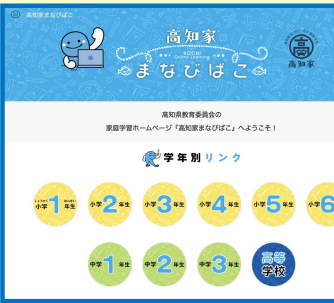 高知家まなびばこ
高知家
KOCHI
Online Learning
まなびばこ
高
高知家
高知県教育委員会の
家庭学習ホームページ「高知家まなびばこ」へようこそ！
学年別リンク
小学1年生 小学2年生 小学3年生 小学4年生 小学5年生 小学6
中学1年生 中学2年生 中学3年生 高等学校